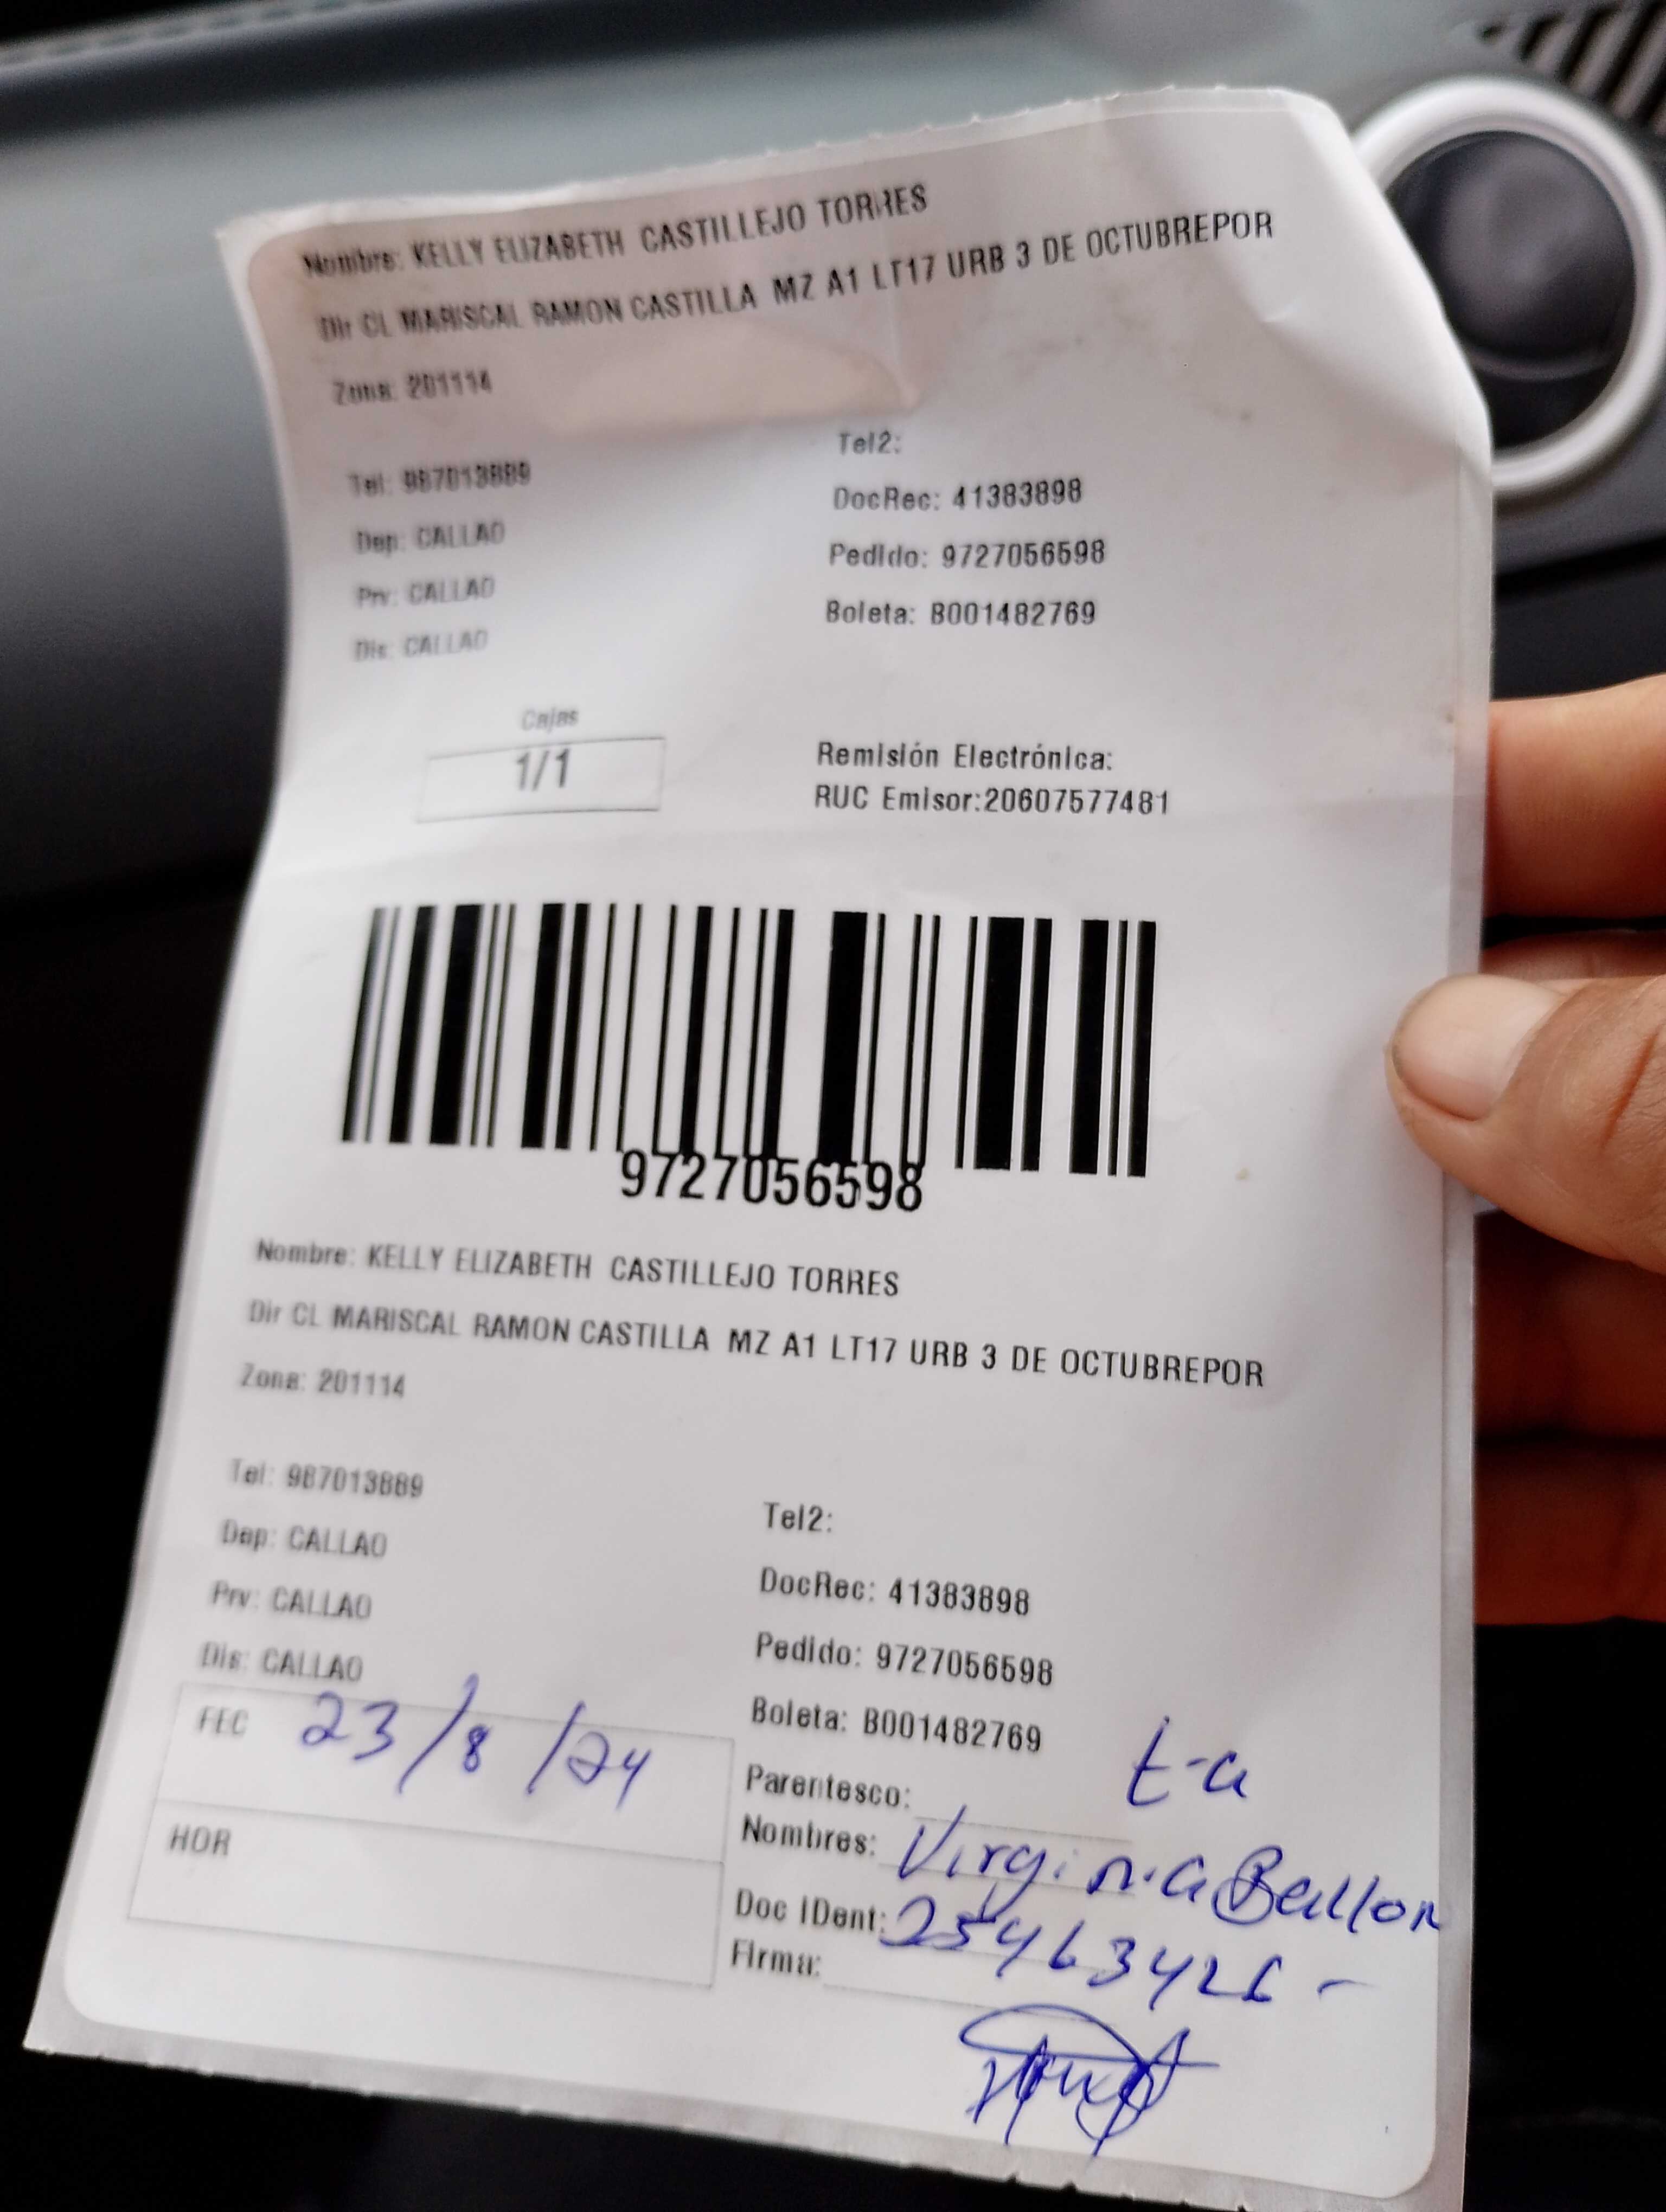 Nombre: KELLY ELIZABETH CASTILLEJO TORRES
Dir CL MARISCAL RAMON CASTILLA MZ A1 LT17 URB 3 DE OCTUBREPOR
Zona: 201114
Tel: 987013889
Tel2:
Dep: CALLAO
DocRec: 41383898
Prv: CALLAO
Pedido: 9727056598
Dis: CALLAO
Boleta: B001482769
Cajas
1/1
Remisión Electrónica:
RUC Emisor:20607577481
9727056598
Nombre: KELLY ELIZABETH CASTILLEJO TORRES
Dir CL MARISCAL RAMON CASTILLA MZ A1 LT17 URB 3 DE OCTUBREPOR
Zona: 201114
Tel: 987013889
Tel2:
Dep: CALLAO
DocRec: 41383898
Prv: CALLAO
Pedido: 9727056598
Dis: CALLAO
Boleta: B001482769
FEC 23/8/24
HOR
Parentesco: t-a
Nombres: Virginia Ballon
Doc IDent: 25463426 -
Firma: